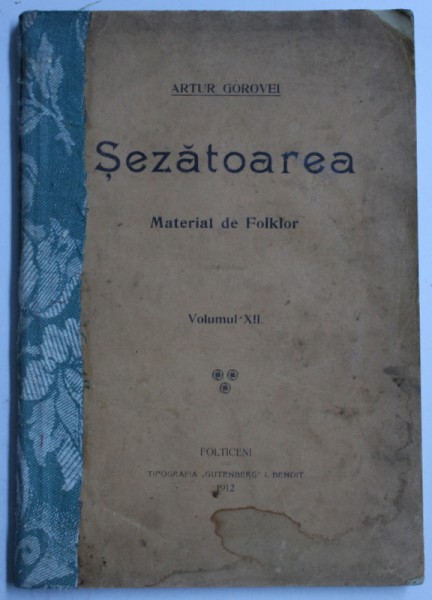 ARTUR GOROVEI
Șezătoarea
Material de Folklor
Volumul XII.
FOLTICENI
TIPOGRAFIA „GUTENBERG" I. BENDIT
1912